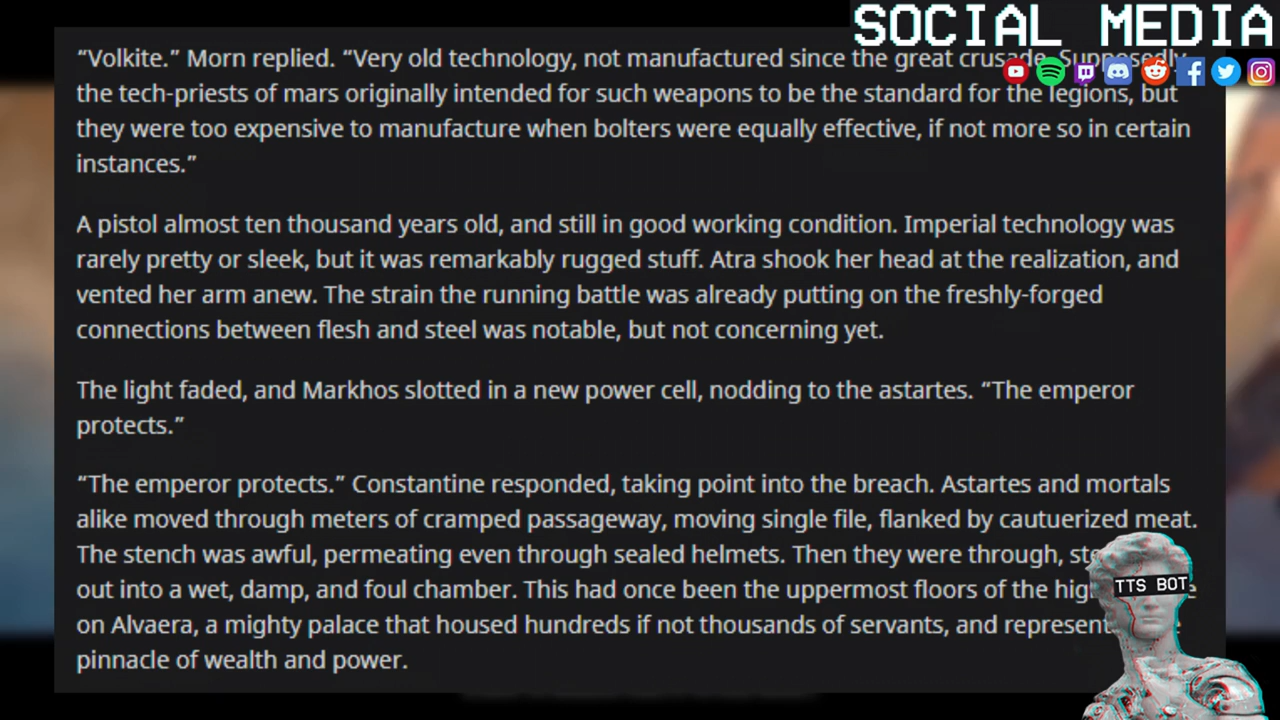 SOCIAL MEDIA
“Volkite.” Morn replied. “Very old technology, not manufactured since the great crusade. Supposedly,
the tech-priests of mars originally intended for such weapons to be the standard for the legions, but
they were too expensive to manufacture when bolters were equally effective, if not more so in certain
instances.”
A pistol almost ten thousand years old, and still in good working condition. Imperial technology was
rarely pretty or sleek, but it was remarkably rugged stuff. Atra shook her head at the realization, and
vented her arm anew. The strain the running battle was already putting on the freshly-forged
connections between flesh and steel was notable, but not concerning yet.
The light faded, and Markhos slotted in a new power cell, nodding to the astartes. “The emperor
protects.”
“The emperor protects.” Constantine responded, taking point into the breach. Astartes and mortals
alike moved through meters of cramped passageway, moving single file, flanked by cautuerized meat.
The stench was awful, permeating even through sealed helmets. Then they were through,
out into a wet, damp, and foul chamber. This had once been the uppermost floors of the
on Alvaera, a mighty palace that housed hundreds if not thousands of servants, and
pinnacle of wealth and power.
TTS BOT